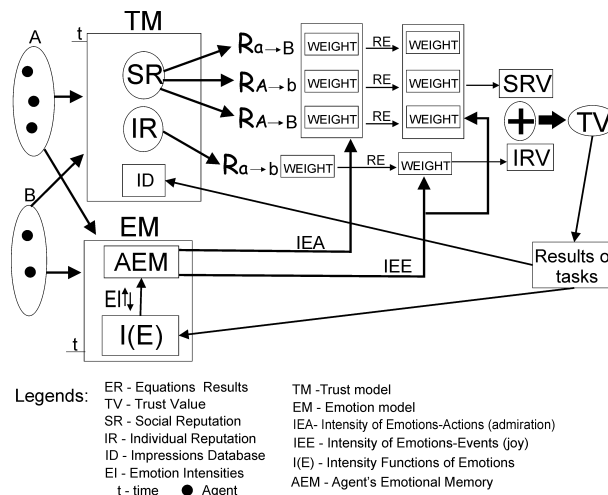 TM
A
t
SR
Ra→B
WEIGHT
RE
WEIGHT
RA→b
WEIGHT
RE
WEIGHT
SRV
RA→B
WEIGHT
RE
WEIGHT
+
TV
IR
Ra→b
WEIGHT
RE
WEIGHT
IRV
ID
B
EM
IEA
AEM
IEE
EI
I(E)
t
Results o
tasks
Legends:
ER - Equations Results
TV - Trust Value
SR - Social Reputation
IR - Individual Reputation
ID - Impressions Database
EI - Emotion Intensities
t - time
Agent
TM -Trust model
EM - Emotion model
IEA- Intensity of Emotions-Actions (admiration)
IEE - Intensity of Emotions-Events (joy)
I(E) - Intensity Functions of Emotions
AEM - Agent's Emotional Memory